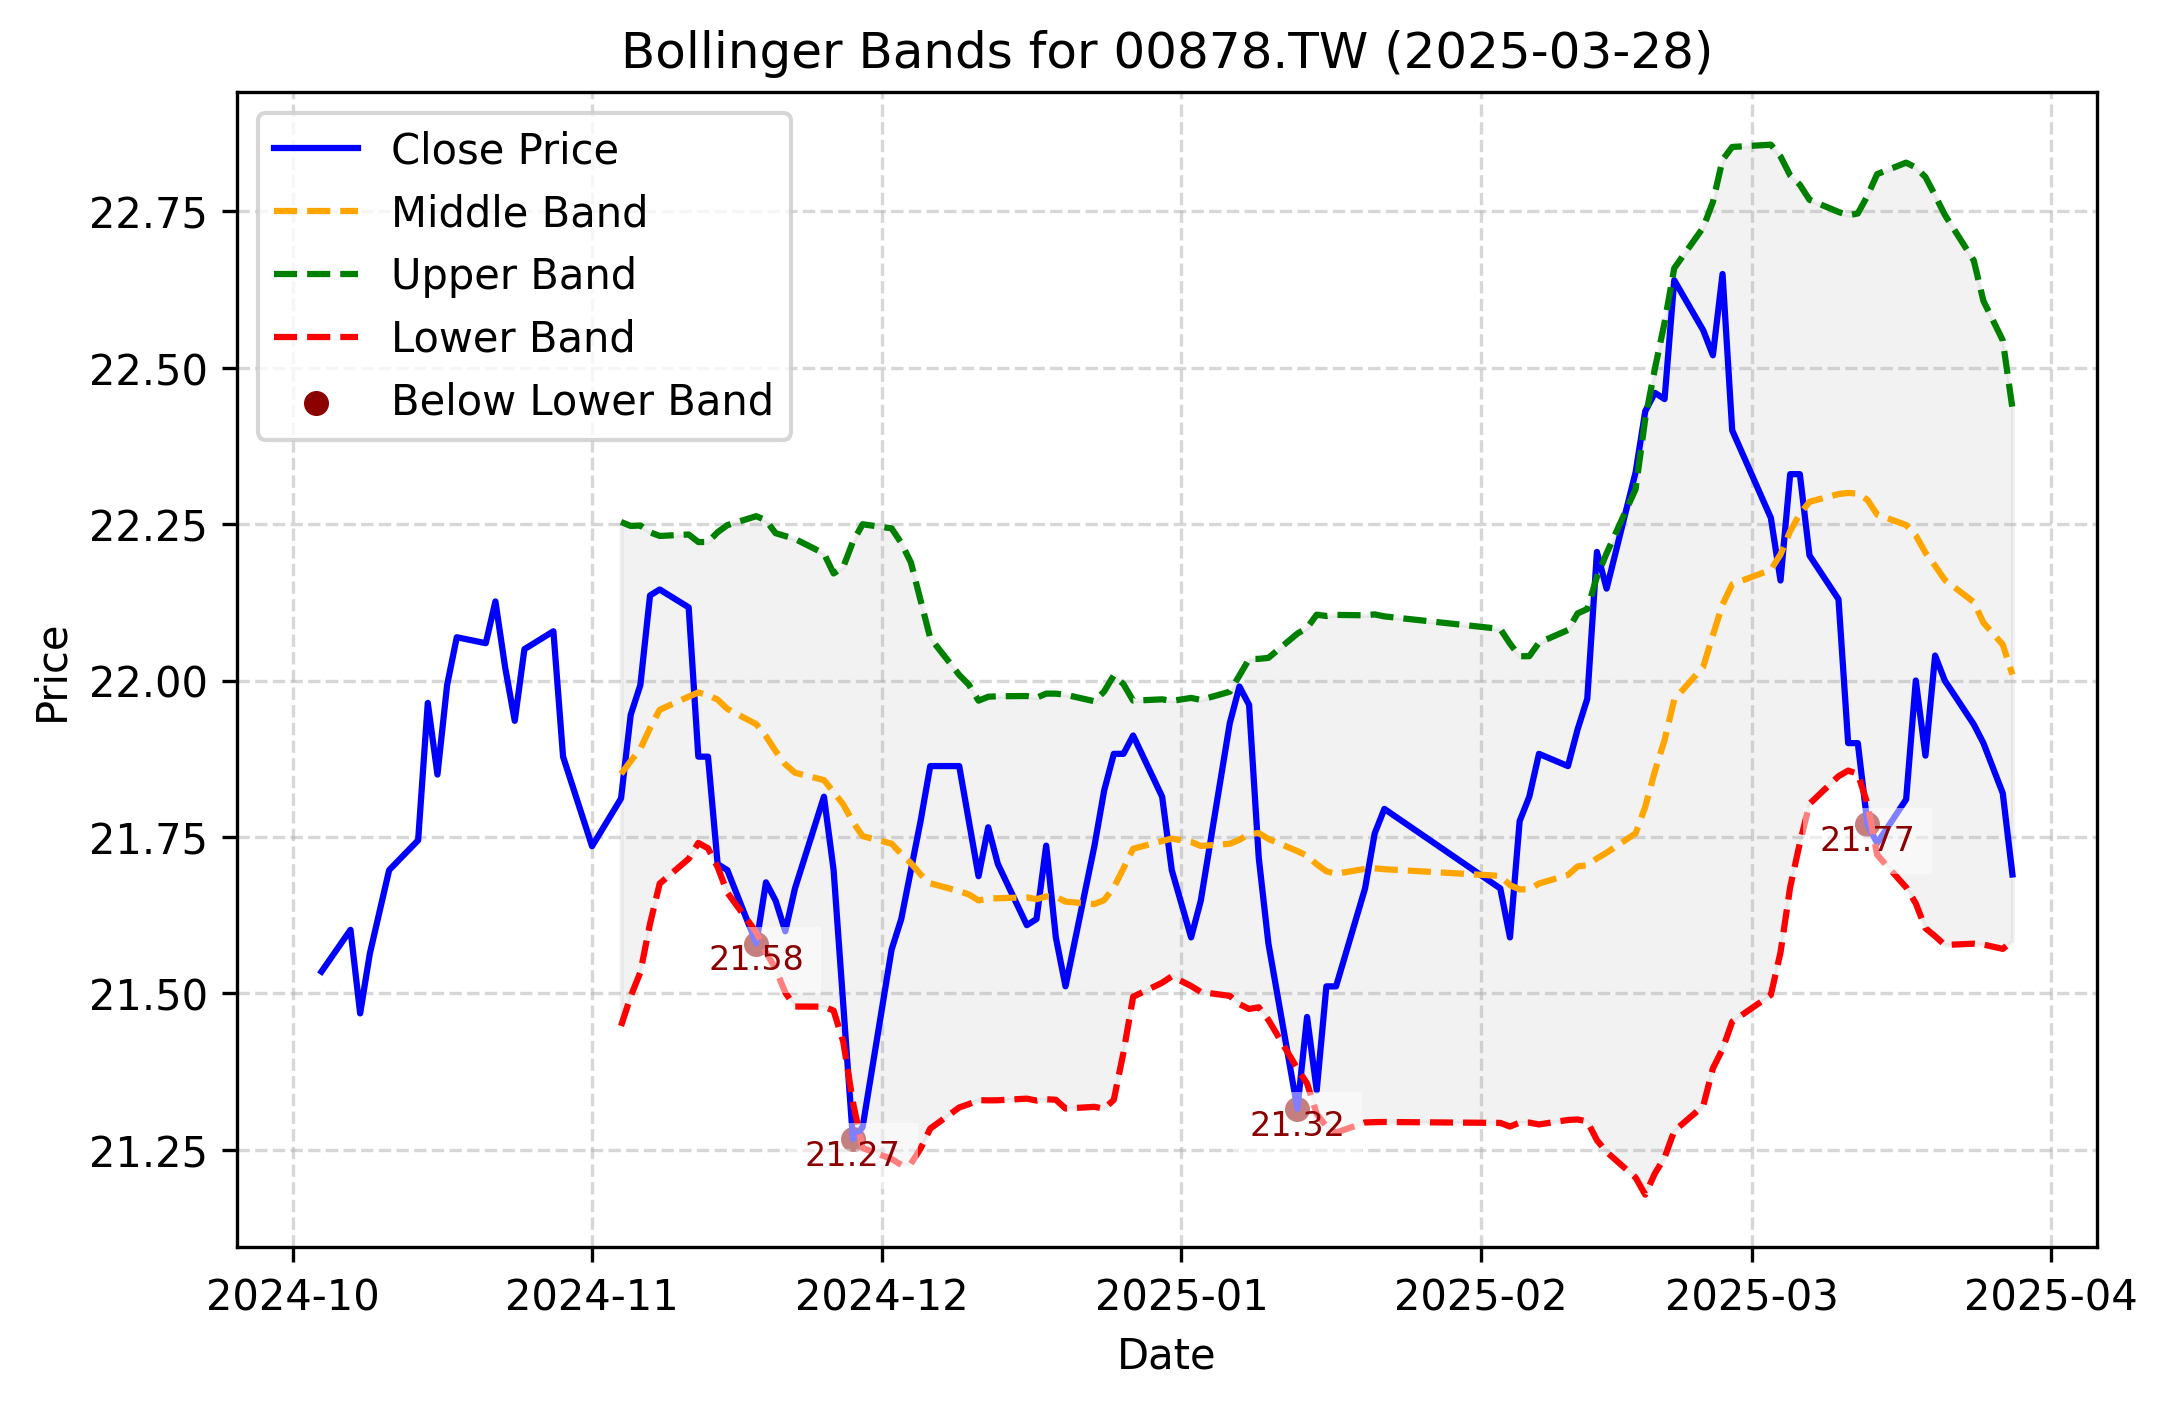 Bollinger Bands for 00878.TW (2025-03-28)
Close Price
Middle Band
Upper Band
Lower Band
Below Lower Band
Price
22.75
22.50
22.25
22.00
21.75
21.50
21.25
21.58
21.27
21.32
21.77
2024-10
2024-11
2024-12
2025-01
2025-02
2025-03
2025-04
Date